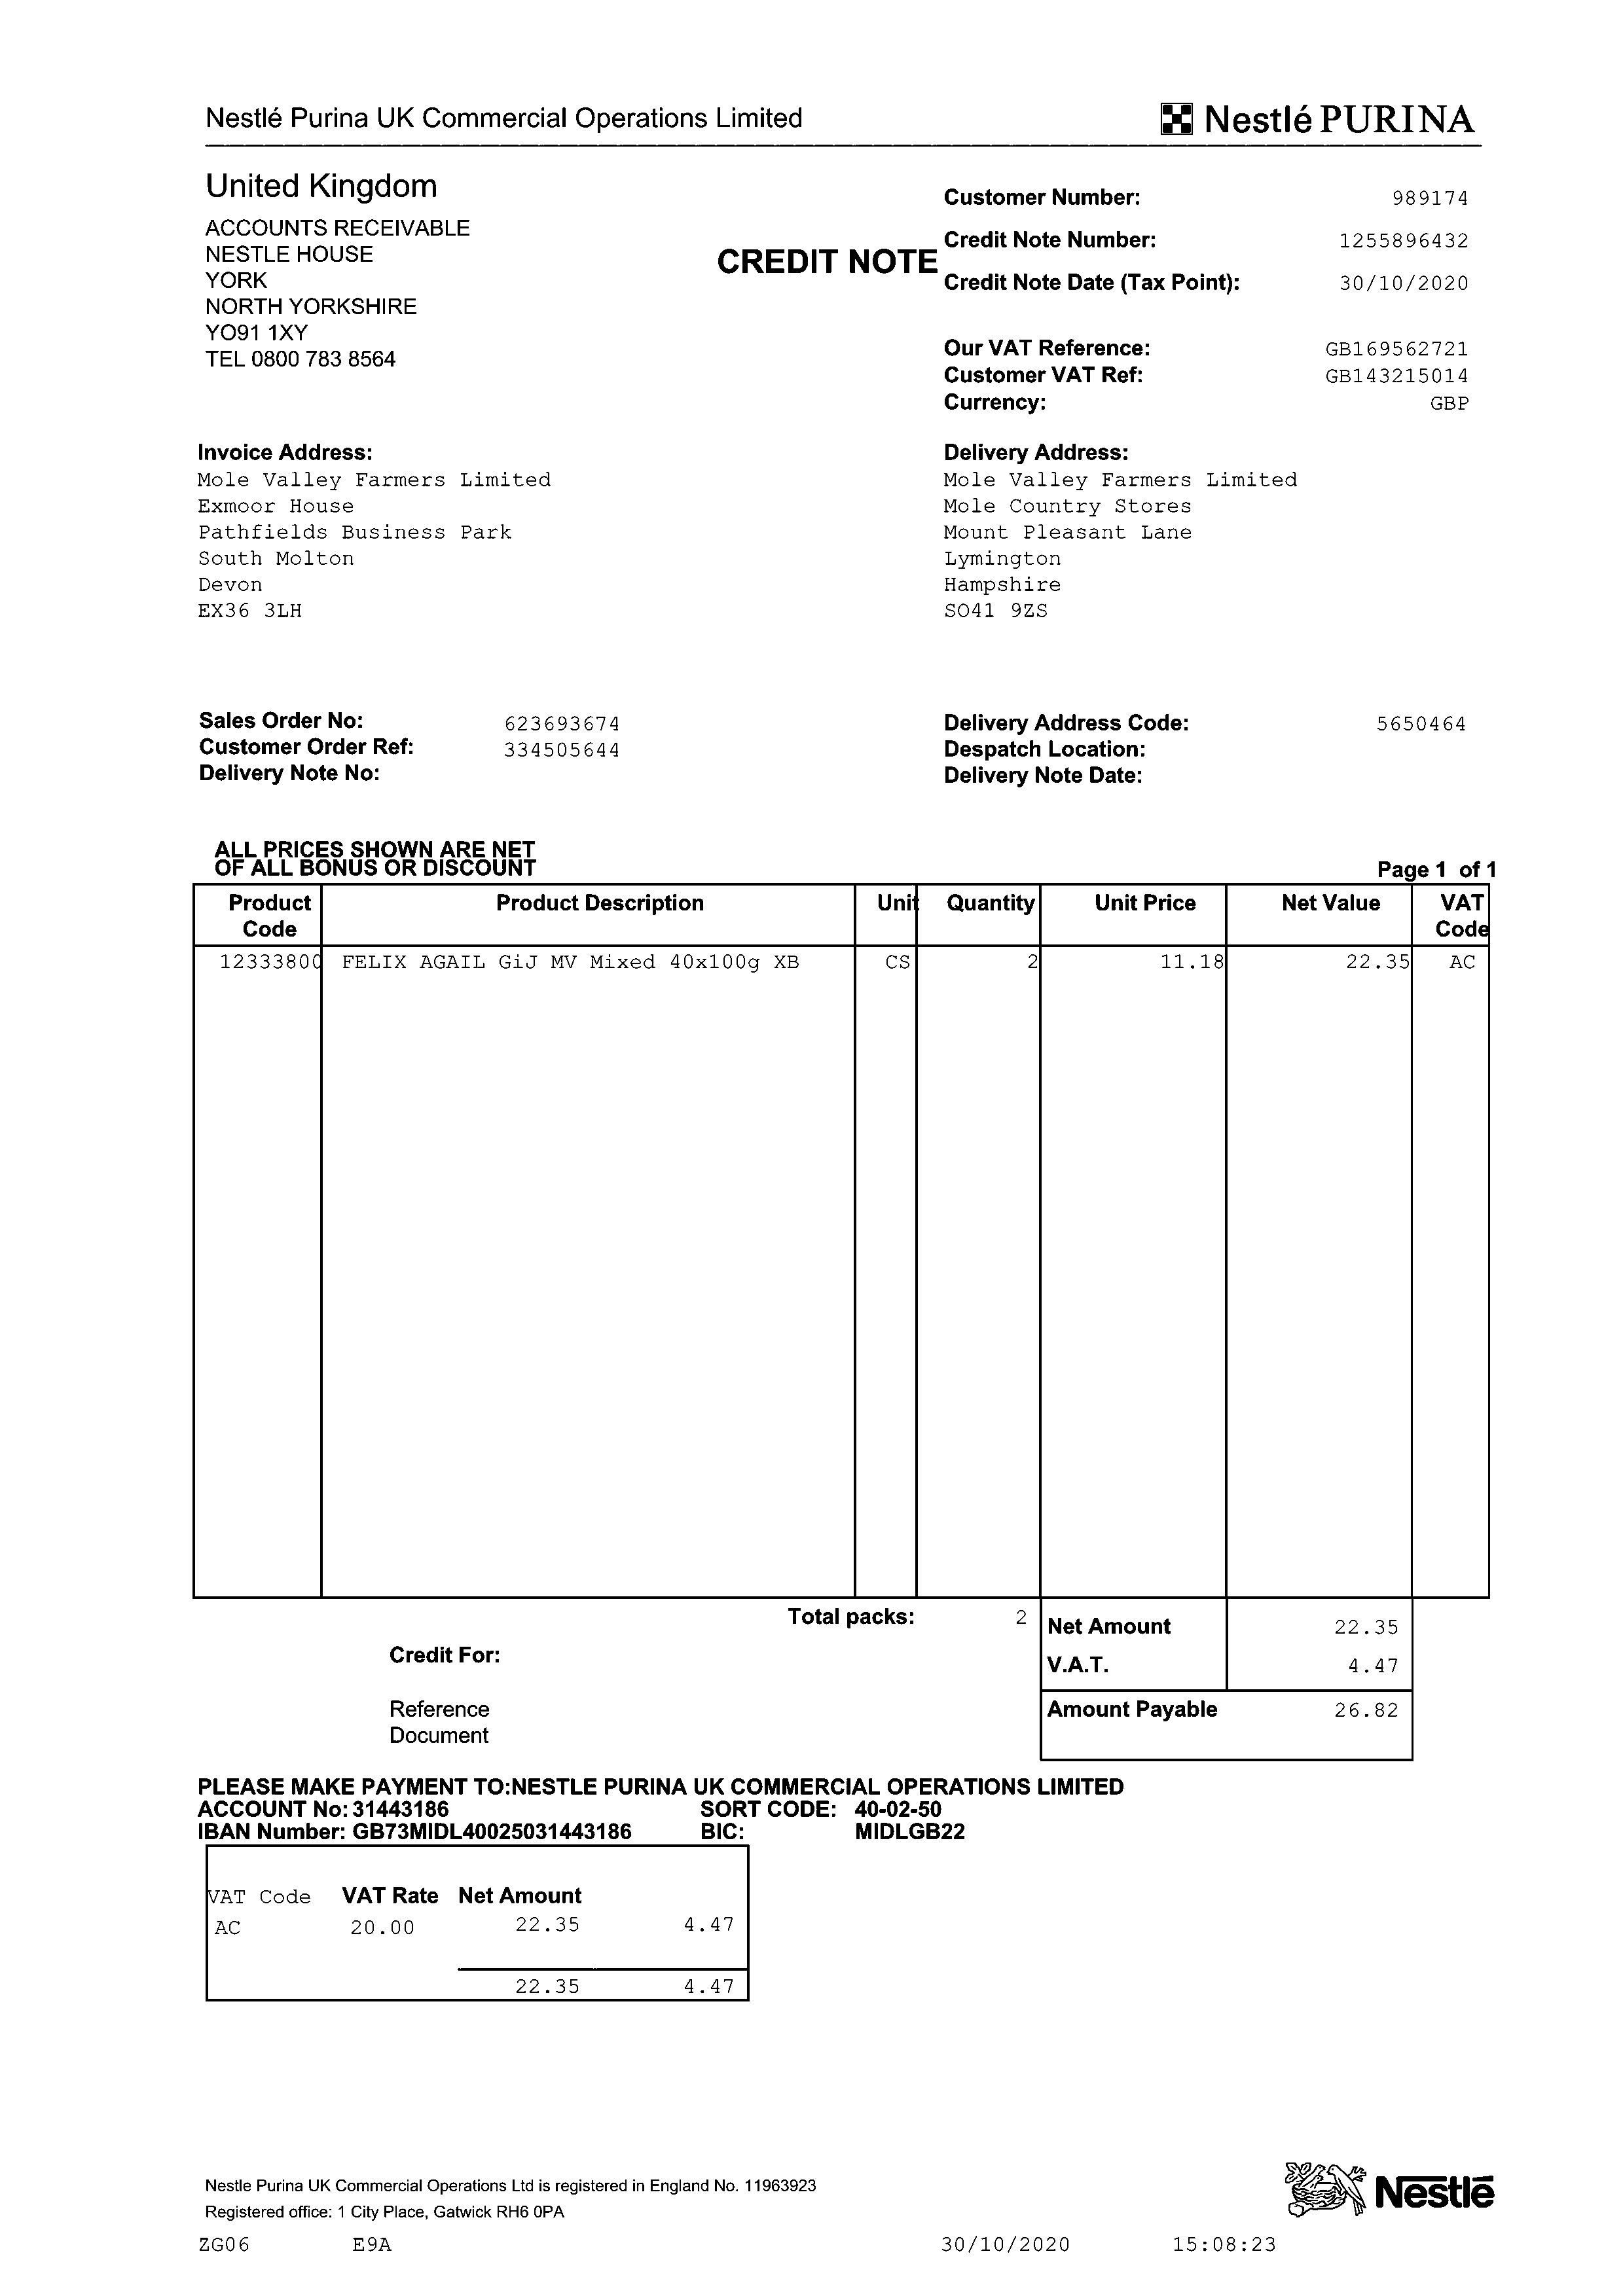 Nestlé Purina UK Commercial Operations Limited
Nestlé PURINA
United Kingdom
ACCOUNTS RECEIVABLE
NESTLE HOUSE
YORK
NORTH YORKSHIRE
YO91 1XY
TEL 0800 783 8564
CREDIT NOTE
Customer Number: 989174
Credit Note Number: 1255896432
Credit Note Date (Tax Point): 30/10/2020
Our VAT Reference: GB169562721
Customer VAT Ref: GB143215014
Currency: GBP
Invoice Address:
Mole Valley Farmers Limited
Exmoor House
Pathfields Business Park
South Molton
Devon
EX36 3LH
Delivery Address:
Mole Valley Farmers Limited
Mole Country Stores
Mount Pleasant Lane
Lymington
Hampshire
SO41 9ZS
Sales Order No: 623693674
Customer Order Ref: 334505644
Delivery Note No:
Delivery Address Code: 5650464
Despatch Location:
Delivery Note Date:
ALL PRICES SHOWN ARE NET
OF ALL BONUS OR DISCOUNT
Page 1 of 1
Product Code Product Description Unit Quantity Unit Price Net Value VAT Code
12333800 FELIX AGAIL GiJ MV Mixed 40x100g XB CS 2 11.18 22.35 AC
Total packs: 2
Net Amount 22.35
Credit For:
V.A.T. 4.47
Reference
Document
Amount Payable 26.82
PLEASE MAKE PAYMENT TO:NESTLE PURINA UK COMMERCIAL OPERATIONS LIMITED
ACCOUNT No: 31443186 SORT CODE: 40-02-50
IBAN Number: GB73MIDL40025031443186 BIC: MIDLGB22
VAT Code VAT Rate Net Amount
AC 20.00 22.35 4.47
22.35 4.47
Nestle Purina UK Commercial Operations Ltd is registered in England No. 11963923
Registered office: 1 City Place, Gatwick RH6 0PA
Nestlé
ZG06 E9A 30/10/2020 15:08:23